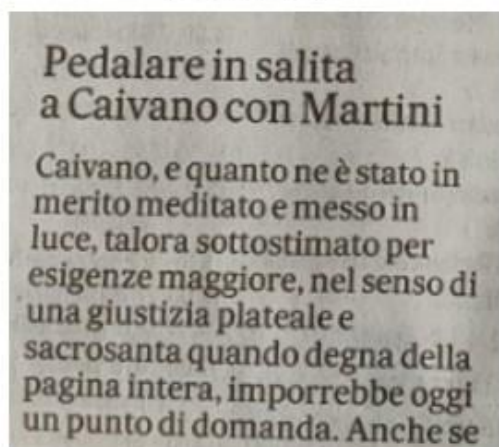 Pedalare in salita
a Caivano con Martini
Caivano, e quanto ne è stato in
merito meditato e messo in
luce, talora sottostimato per
esigenze maggiore, nel senso di
una giustizia plateale e
sacrosanta quando degna della
pagina intera, imporrebbe oggi
un punto di domanda. Anche se